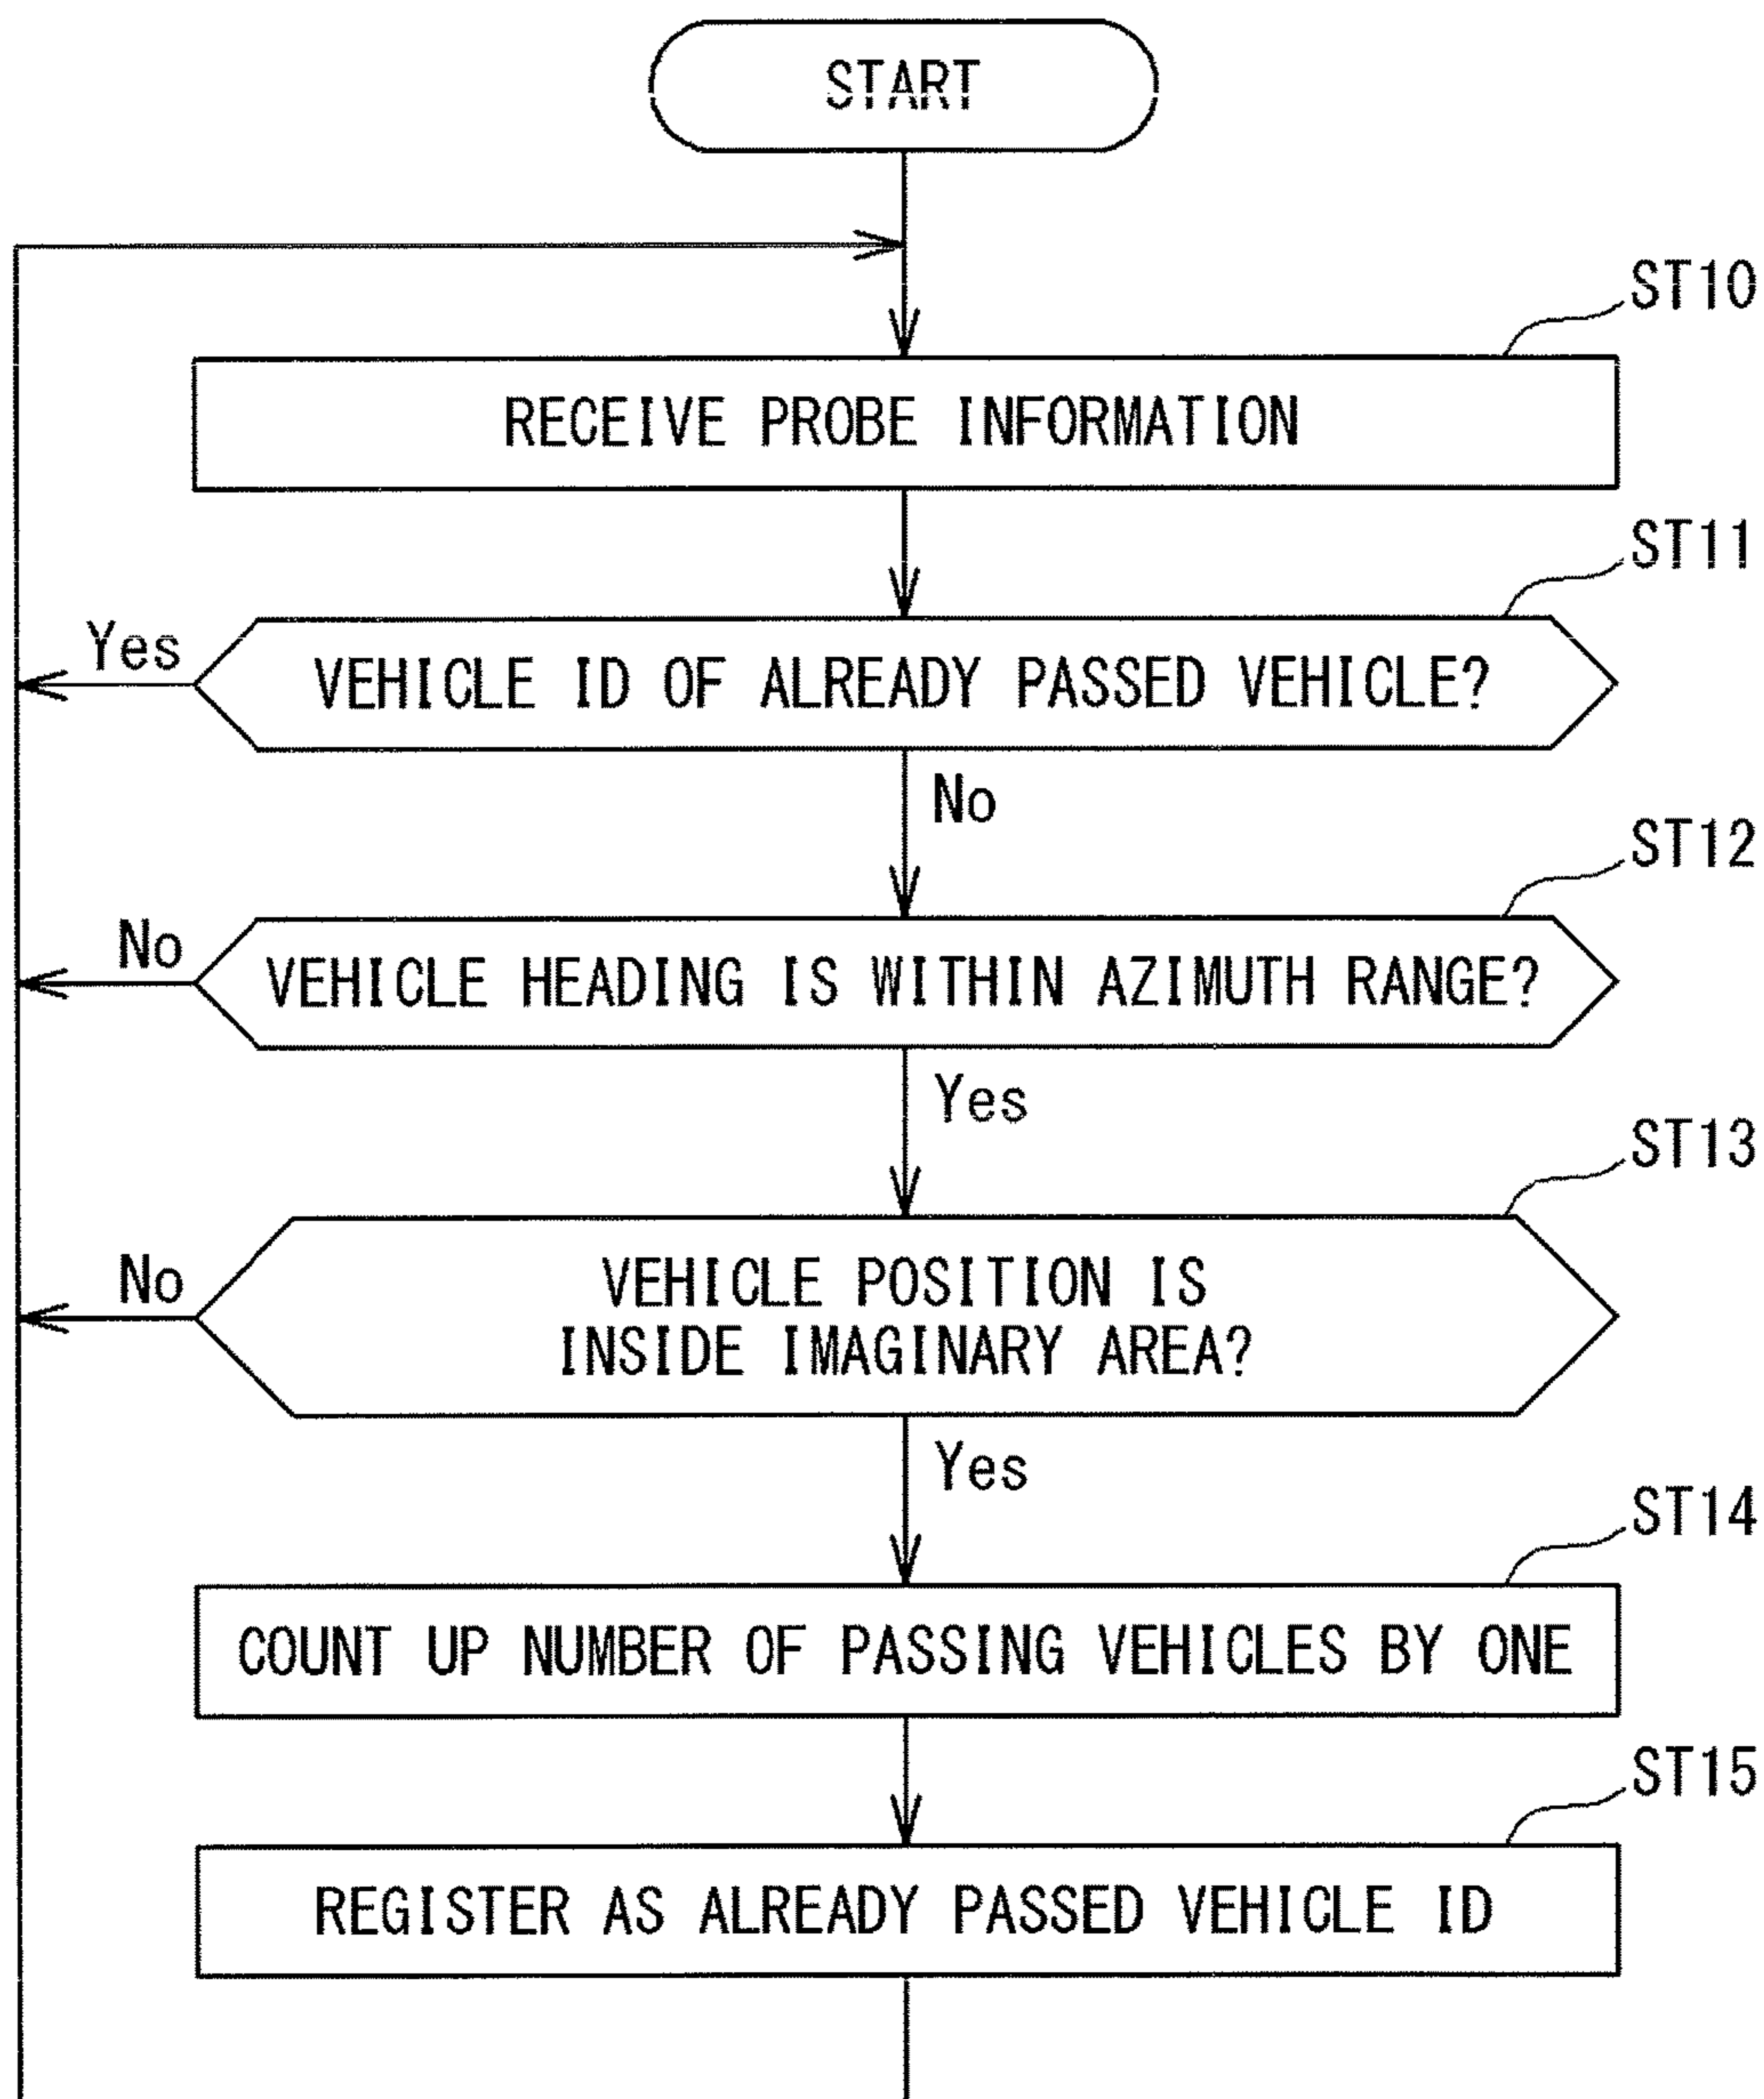 START
ST10
RECEIVE PROBE INFORMATION
ST11
Yes
VEHICLE ID OF ALREADY PASSED VEHICLE?
No
ST12
No
VEHICLE HEADING IS WITHIN AZIMUTH RANGE?
Yes
ST13
No
VEHICLE POSITION IS
INSIDE IMAGINARY AREA?
Yes
ST14
COUNT UP NUMBER OF PASSING VEHICLES BY ONE
ST15
REGISTER AS ALREADY PASSED VEHICLE ID